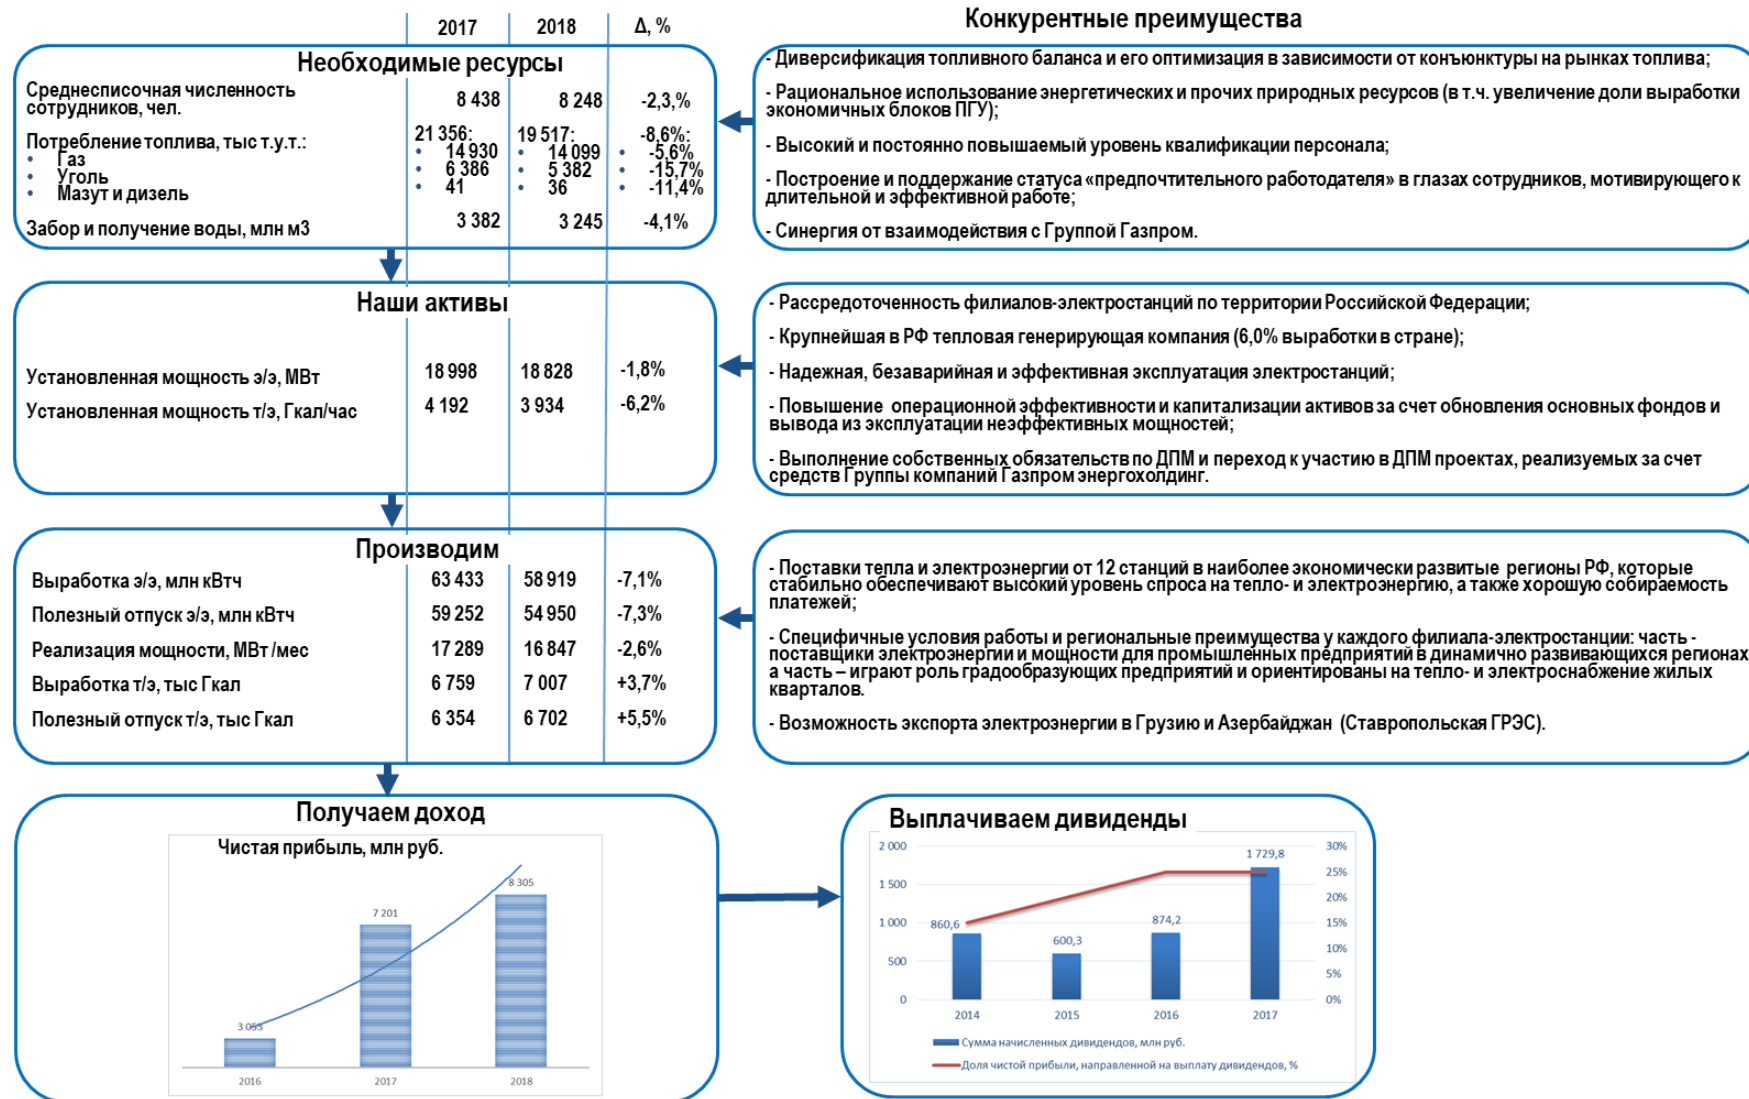 2017 2018 Δ, %
Конкурентные преимущества
Необходимые ресурсы
Среднесписочная численность
сотрудников, чел. 8 438 8 248 -2,3,%
Потребление топлива, тыс т.у.т.: 21 356: 19 517: -8,6%:
• Газ • 14 930 • 14 099 • -5,6%
• Уголь • 6 386 • 5 382 • -15,7%
• Мазут и дизель • 41 • 36 • -11,4%
Забор и получение воды, млн м3 3 382 3 245 -4,1%
- Диверсификация топливного баланса и его оптимизация в зависимости от конъюнктуры на рынках топлива;
- Рациональное использование энергетических и прочих природных ресурсов (в т.ч. увеличение доли выработки
экономичных блоков ПГУ);
- Высокий и постоянно повышаемый уровень квалификации персонала;
- Построение и поддержание статуса «предпочтительного работодателя» в глазах сотрудников, мотивирующего к
длительной и эффективной работе;
- Синергия от взаимодействия с Группой Газпром.
Наши активы
Установленная мощность э/э, МВт 18 998 18 828 -1,8%
Установленная мощность т/э, Гкал/час 4 192 3 934 -6,2%
- Рассредоточенность филиалов-электростанций по территории Российской Федерации;
- Крупнейшая в РФ тепловая генерирующая компания (6,0% выработки в стране);
- Надежная, безаварийная и эффективная эксплуатация электростанций;
- Повышение операционной эффективности и капитализации активов за счет обновления основных фондов и
вывода из эксплуатации неэффективных мощностей;
- Выполнение собственных обязательств по ДПМ и переход к участию в ДПМ проектах, реализуемых за счет
средств Группы компаний Газпром энергохолдинг.
Производим
Выработка э/э, млн кВтч 63 433 58 919 -7,1%
Полезный отпуск э/э, млн кВтч 59 252 54 950 -7,3%
Реализация мощности, МВт /мес 17 289 16 847 -2,6%
Выработка т/э, тыс Гкал 6 759 7 007 +3,7%
Полезный отпуск т/э, тыс Гкал 6 354 6 702 +5,5%
- Поставки тепла и электроэнергии от 12 станций в наиболее экономически развитые регионы РФ, которые
стабильно обеспечивают высокий уровень спроса на тепло- и электроэнергию, а также хорошую собираемость
платежей;
- Специфичные условия работы и региональные преимущества у каждого филиала-электростанции: часть -
поставщики электроэнергии и мощности для промышленных предприятий в динамично развивающихся регионах
а часть – играют роль градообразующих предприятий и ориентированы на тепло- и электроснабжение жилых
кварталов.
- Возможность экспорта электроэнергии в Грузию и Азербайджан (Ставропольская ГРЭС).
Получаем доход
Чистая прибыль, млн руб.
8 305
7 201
3 053
2016 2017 2018
Выплачиваем дивиденды
2 000 30%
1 729,8
1 500 25%
20%
1 000 15%
860,6 600,3 874,2
500 10%
5%
0 0%
2014 2015 2016 2017
Сумма начисленных дивидендов, млн руб.
Доля чистой прибыли, направленной на выплату дивидендов, %